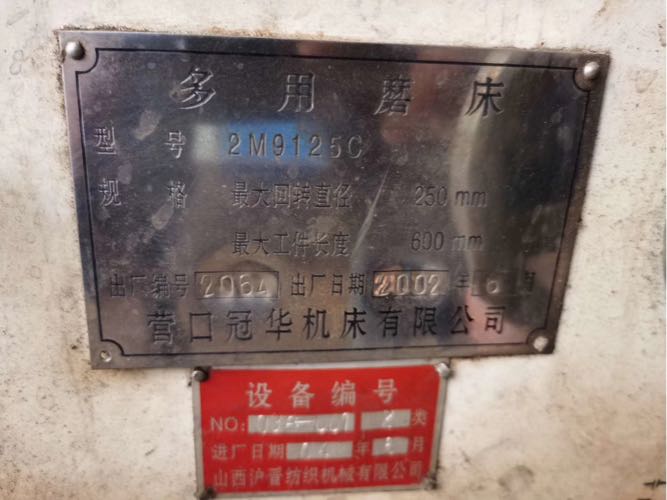 多用磨床
型号 2M9125C
规格 最大回转直径 250 mm
最大工件长度 600 mm
出厂编号 2064 出厂日期 2002 年 6 月
营口冠华机床有限公司
设备编号
NO: 类
进厂日期 年 月
山西沪晋纺织机械有限公司